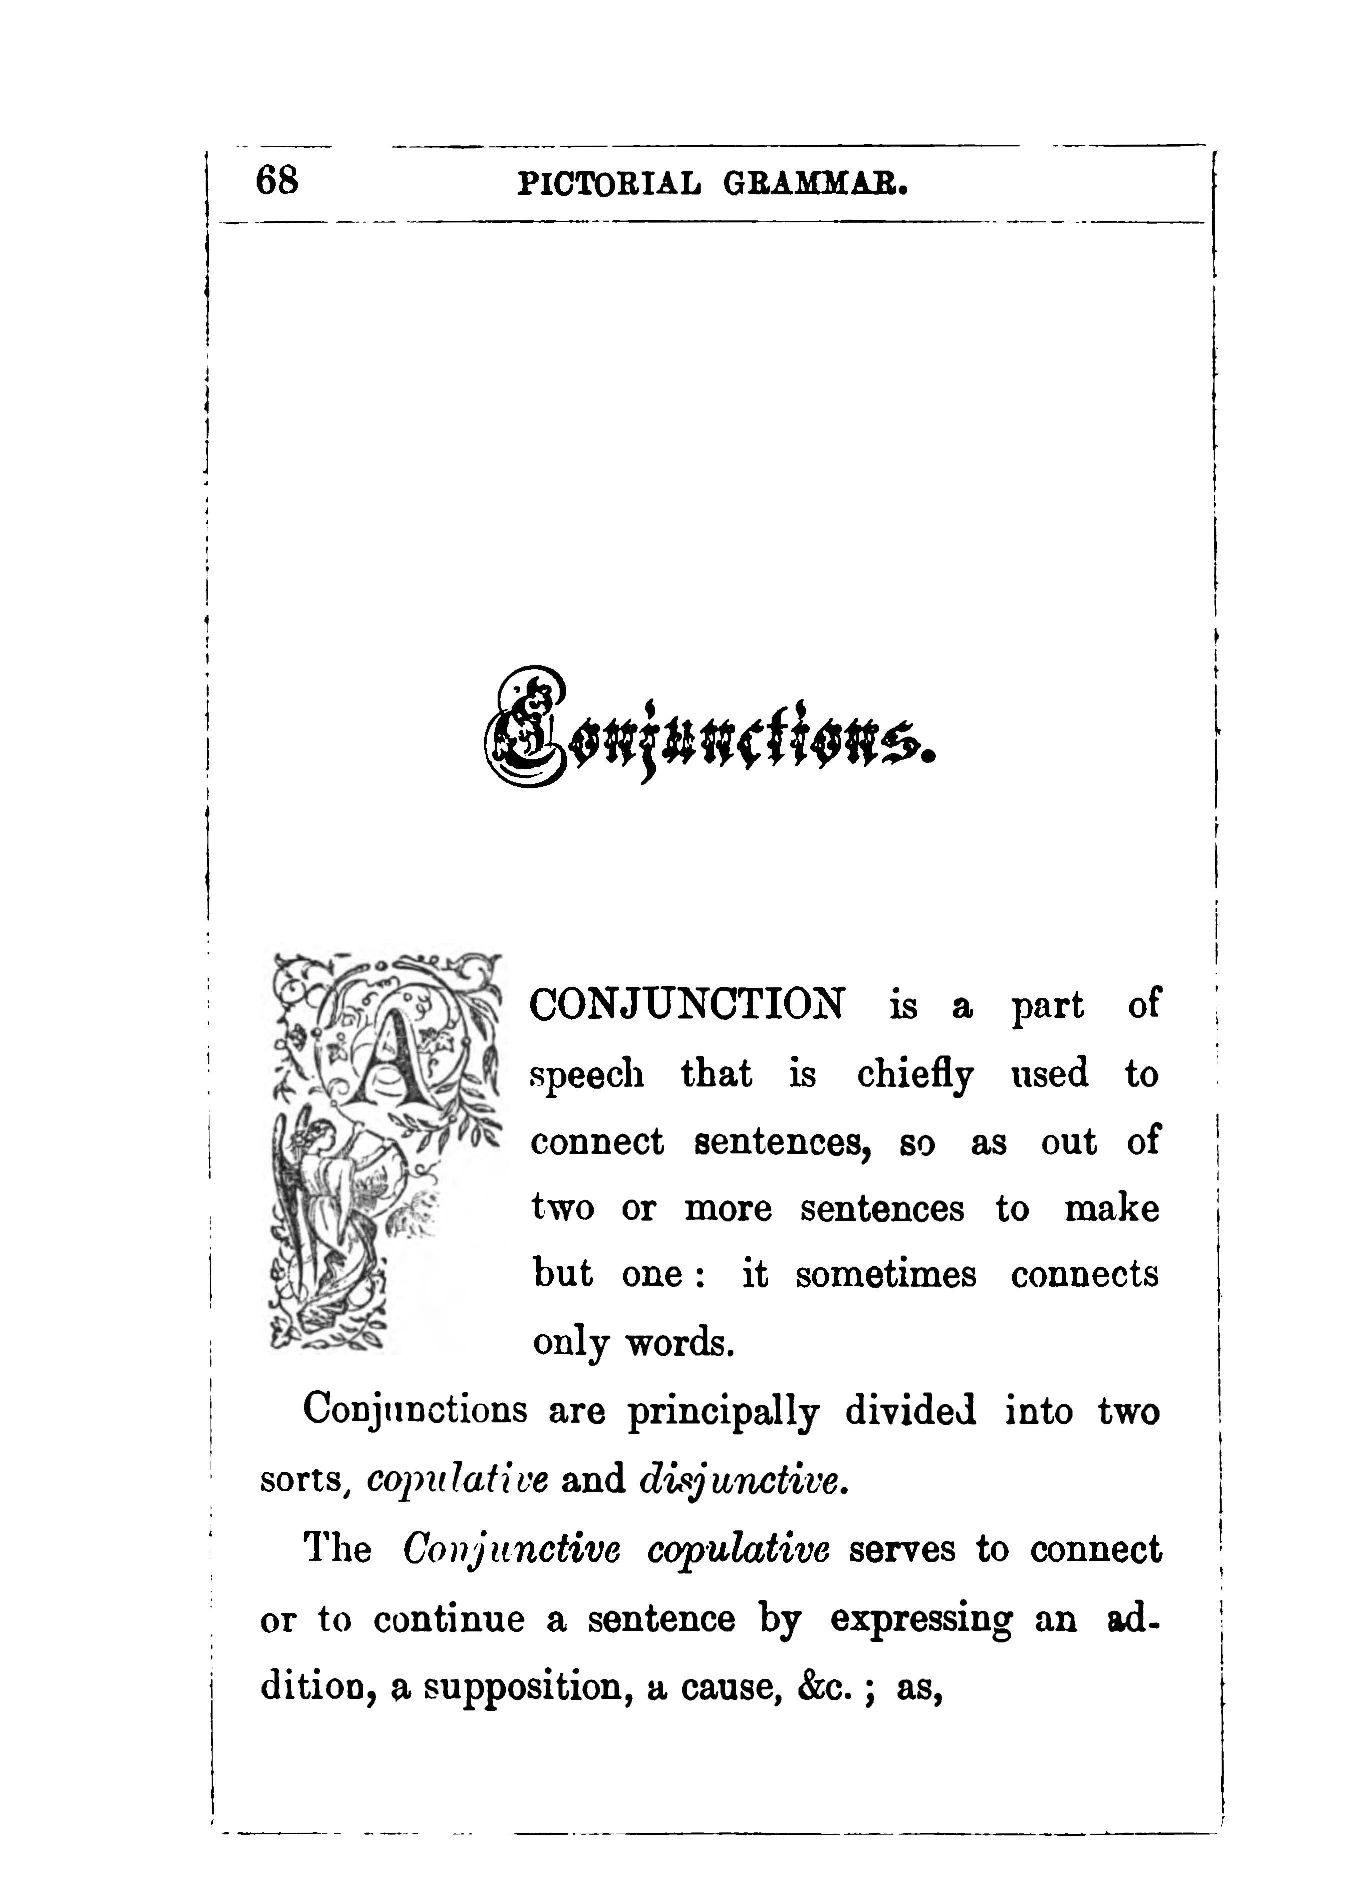 68 PICTORIAL GRAMMAR.
Conjunctions.
A CONJUNCTION is a part of
speech that is chiefly used to
connect sentences, so as out of
two or more sentences to make
but one : it sometimes connects
only words.
Conjunctions are principally divided into two
sorts, copulative and disjunctive.
The Conjunctive copulative serves to connect
or to continue a sentence by expressing an ad-
dition, a supposition, a cause, &c. ; as,